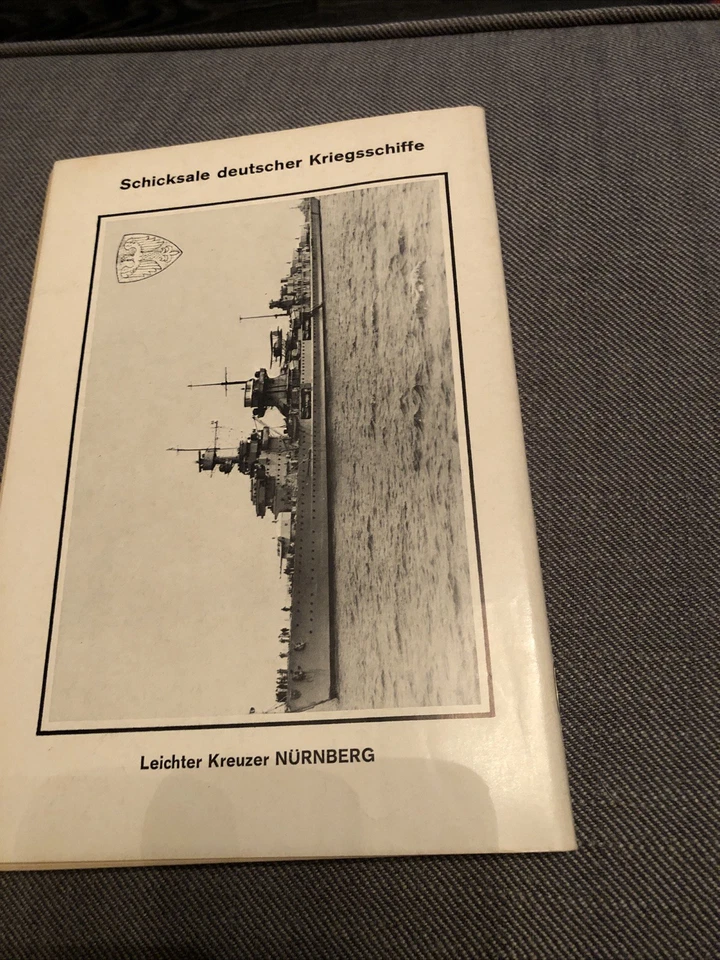 Schicksale deutscher Kriegsschiffe
Leichter Kreuzer NÜRNBERG